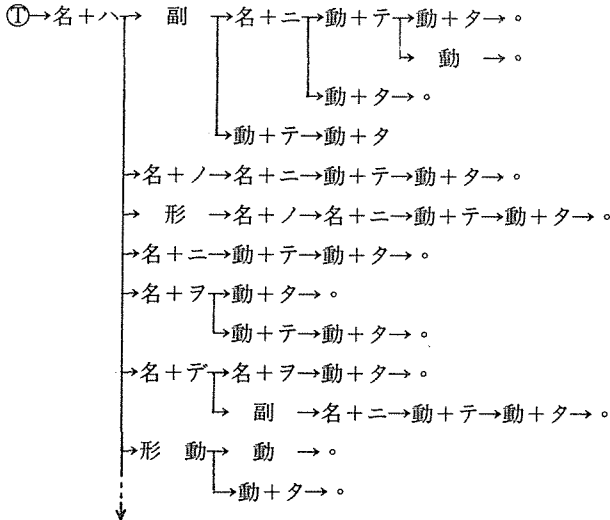 Ⓣ→名+ハ→副→名+ニ→動+テ→動+タ→。
→動→。
→動+タ→。
→動+テ→動+タ
→名+ノ→名+ニ→動+テ→動+タ→。
→形→名+ノ→名+ニ→動+テ→動+タ→。
→名+ニ→動+テ→動+タ→。
→名+ヲ→動+タ→。
→動+テ→動+タ→。
→名+デ→名+ヲ→動+タ→。
→副→名+ニ→動+テ→動+タ→。
→形動→動→。
→動+タ→。